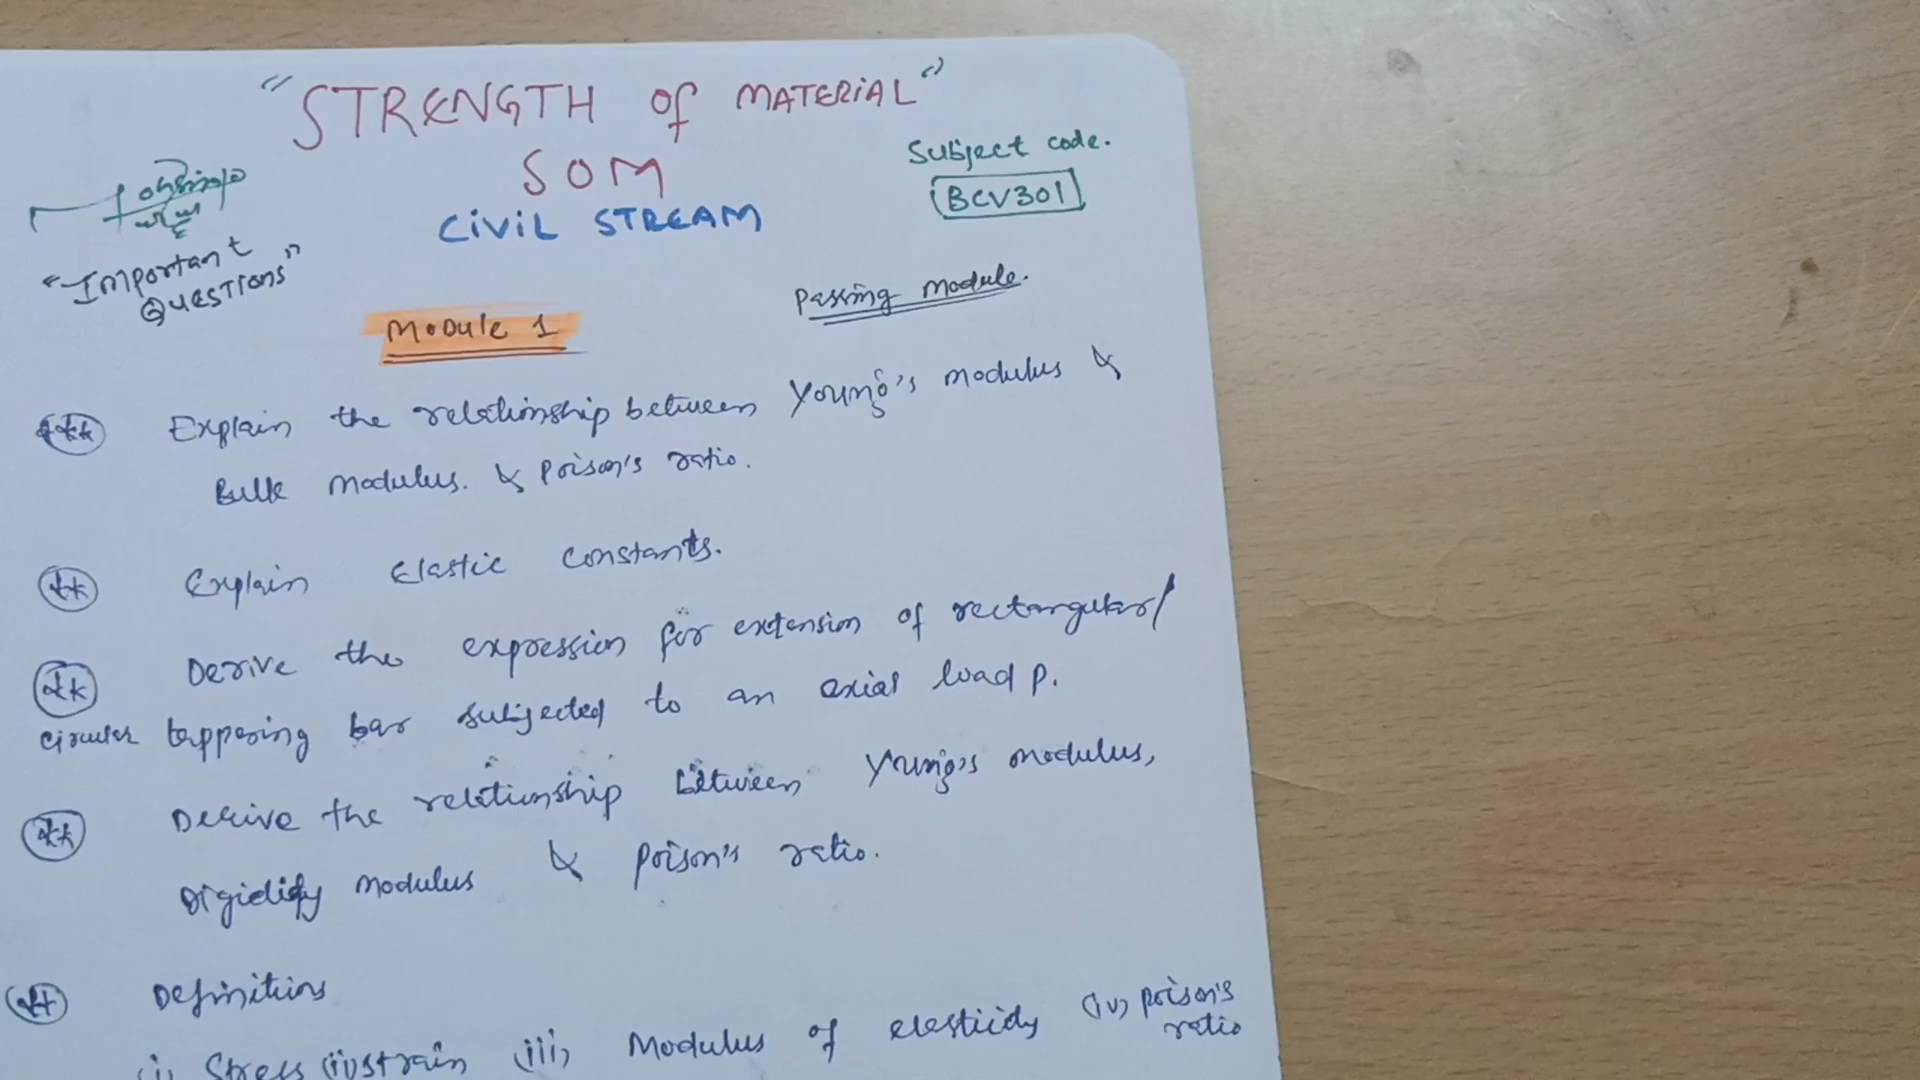 "STRENGTH of MATERIAL"
SOM
CIVIL STREAM
Subject code.
BCV301
"Important
Questions"
Passing module.
Module 1
Explain the relationship between Young's modulus &
Bulk modulus. & poison's ratio.
Explain Elastic constants.
Derive the expression for extension of rectangular/
circular tappering bar subjected to an axial load P.
Derive the relationship between Young's modulus,
modulus & poison's ratio.
Definitions
(i) Stress (ii) strain (iii) Modulus of elasticidy (iv) poison's
ratio